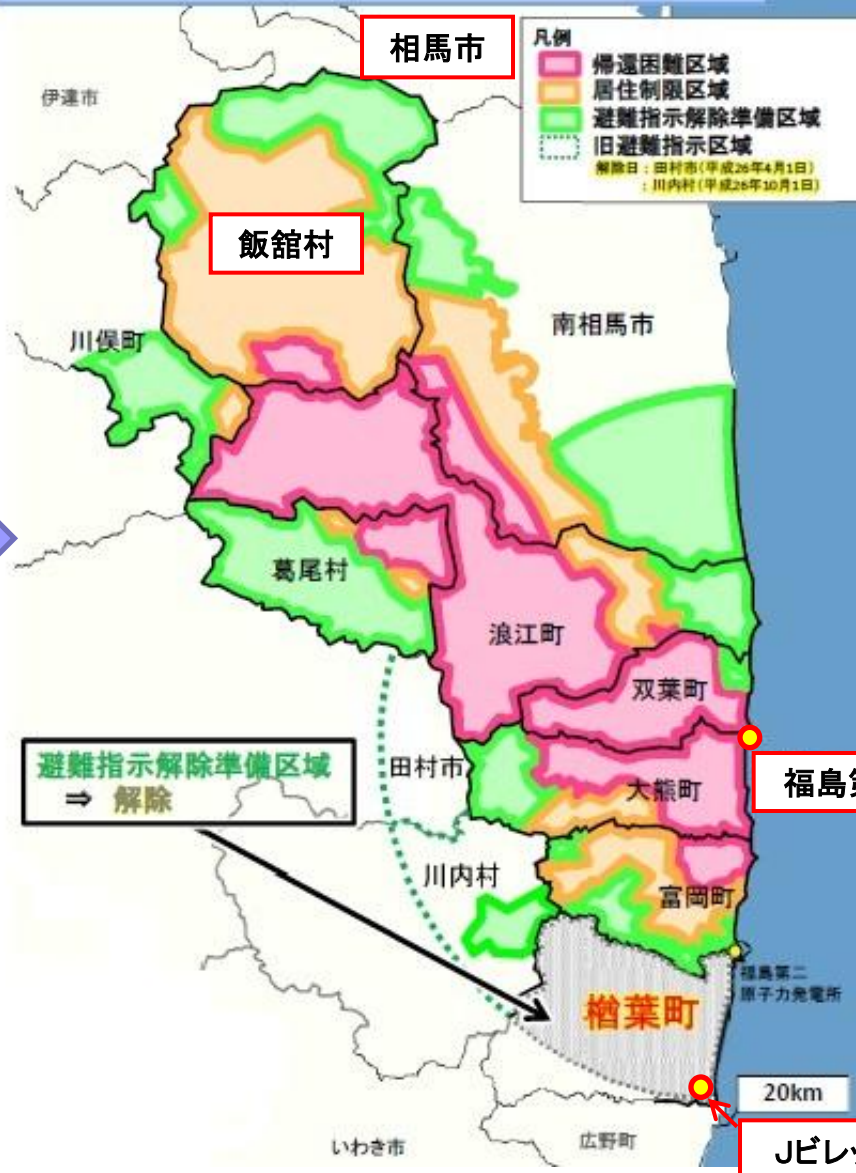 相馬市
凡例
帰還困難区域
居住制限区域
避難指示解除準備区域
旧避難指示区域
解除日：田村市(平成26年4月1日)
：川内村(平成26年10月1日)
伊達市
飯舘村
南相馬市
川俣町
葛尾村
浪江町
双葉町
避難指示解除準備区域
⇒ 解除
田村市
大熊町
福島第
川内村
富岡町
福島第二
原子力発電所
楢葉町
20km
いわき市
広野町
Jビレッ